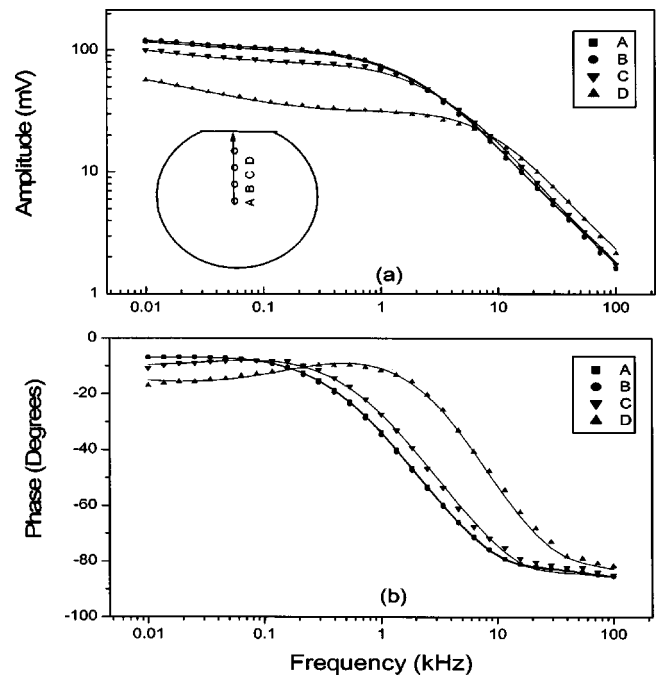 100
10
1
Amplitude (mV)
A
B
C
D
A B C D
(a)
0.01 0.1 1 10 100
0
-20
-40
-60
-80
-100
Phase (Degrees)
A
B
C
D
(b)
0.01 0.1 1 10 100
Frequency (kHz)